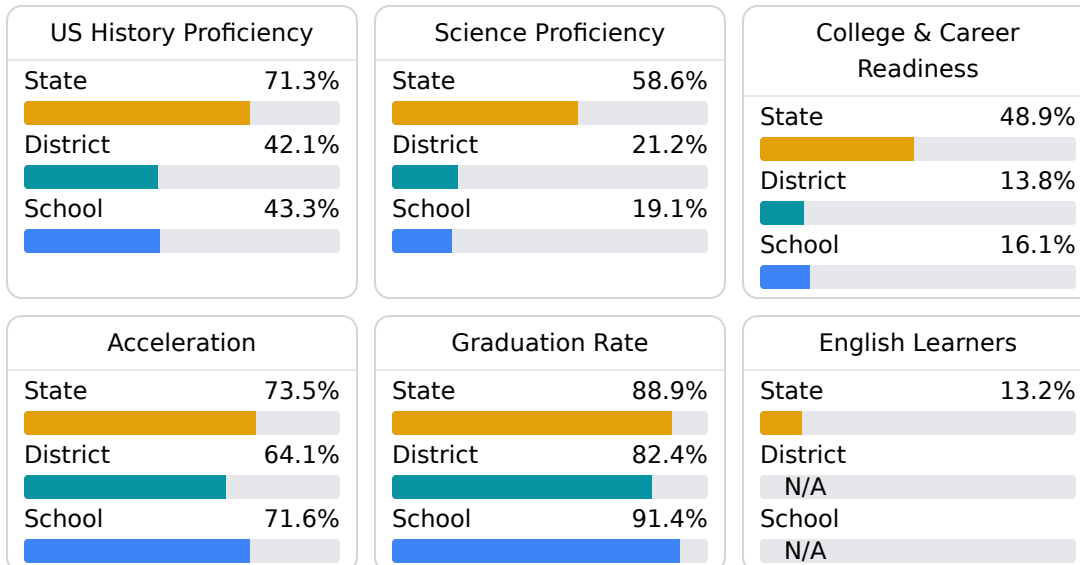 US History Proficiency
State 71.3%
District 42.1%
School 43.3%
Science Proficiency
State 58.6%
District 21.2%
School 19.1%
College & Career
Readiness
State 48.9%
District 13.8%
School 16.1%
Acceleration
State 73.5%
District 64.1%
School 71.6%
Graduation Rate
State 88.9%
District 82.4%
School 91.4%
English Learners
State 13.2%
District
N/A
School
N/A